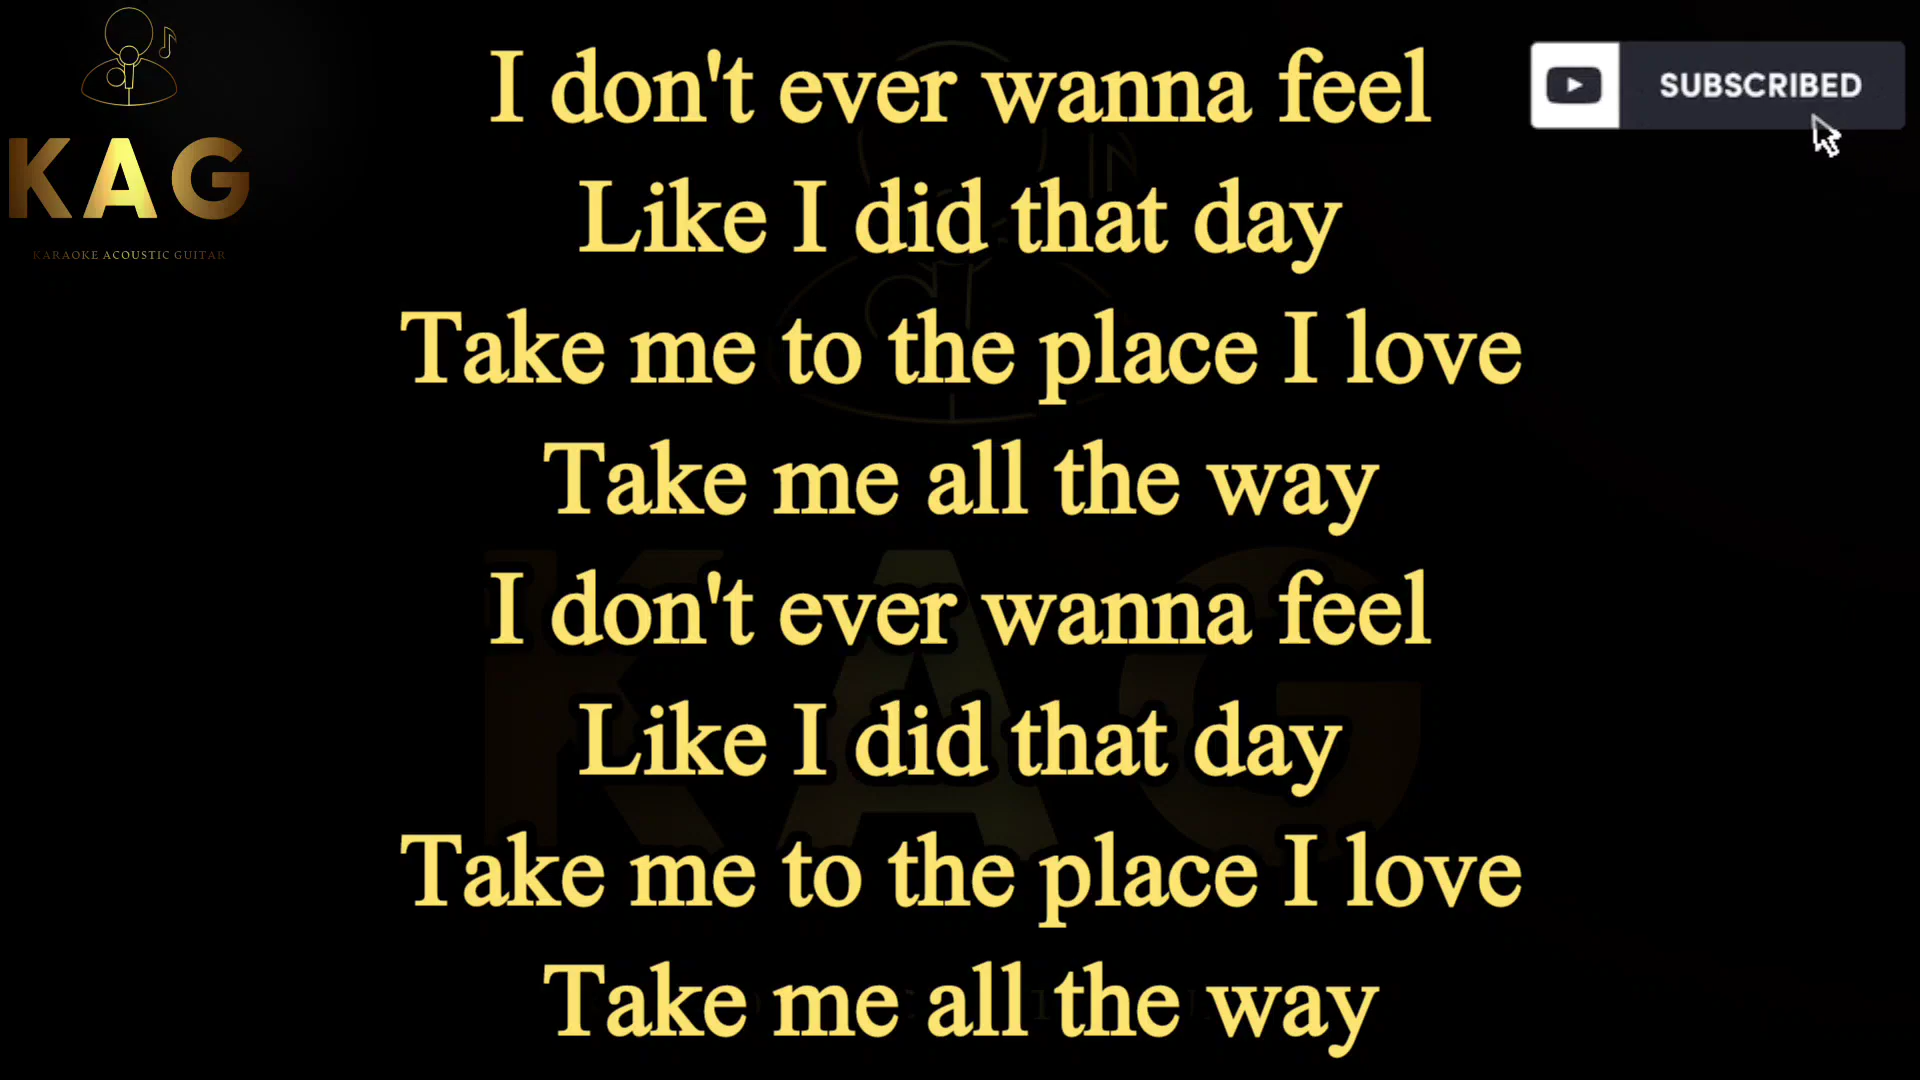 KAG
KARAOKE ACOUSTIC GUITAR
SUBSCRIBED
I don't ever wanna feel
Like I did that day
Take me to the place I love
Take me all the way
I don't ever wanna feel
Like I did that day
Take me to the place I love
Take me all the way
KAG